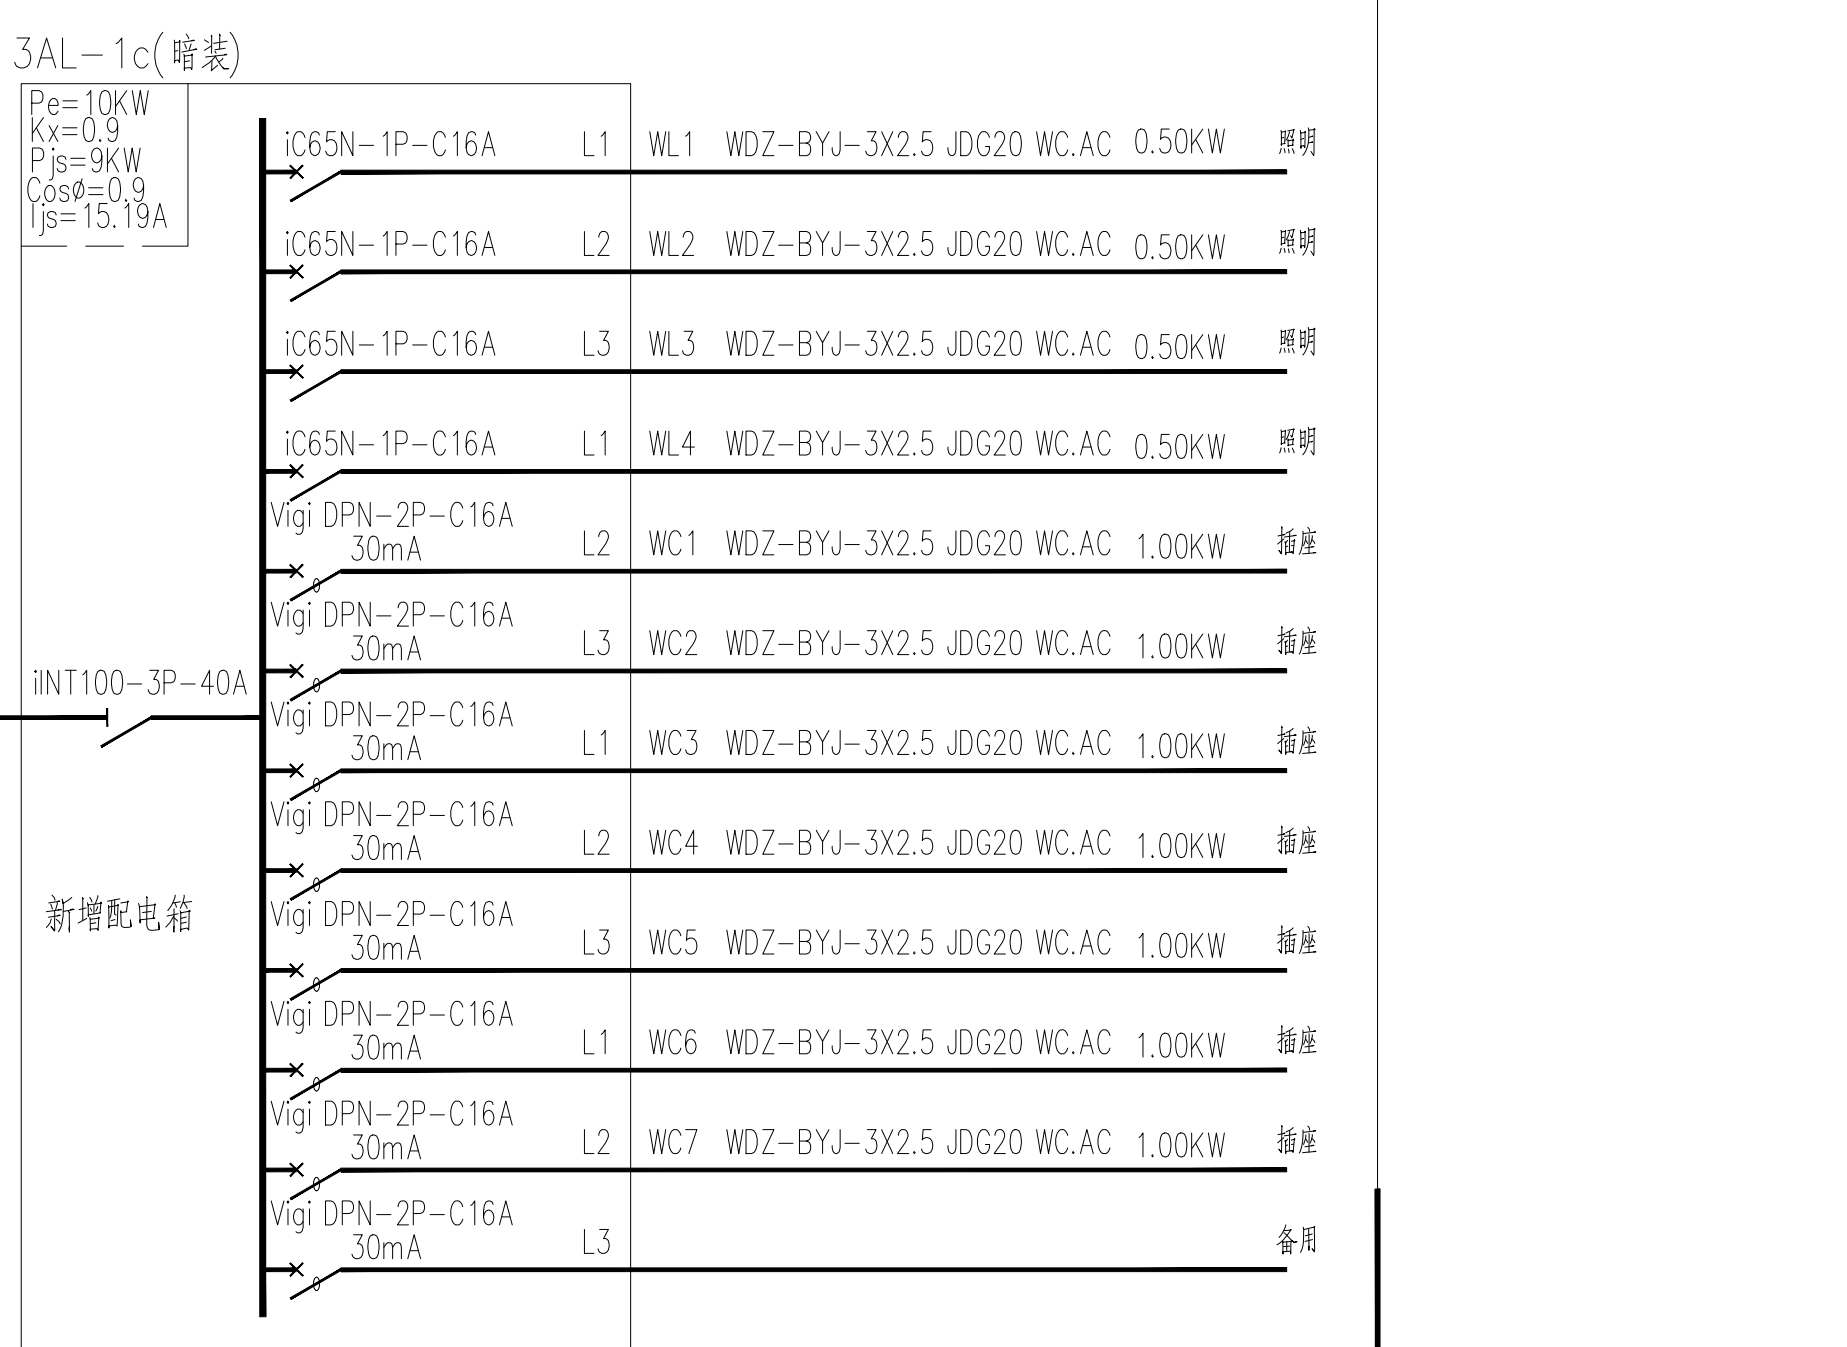 3AL-1c(暗装)
Pe=10KW
Kx=0.9
Pjs=9KW
Cosø=0.9
Ijs=15.19A
iC65N-1P-C16A L1 WL1 WDZ-BYJ-3X2.5 JDG20 WC.AC 0.50KW 照明
iC65N-1P-C16A L2 WL2 WDZ-BYJ-3X2.5 JDG20 WC.AC 0.50KW 照明
iC65N-1P-C16A L3 WL3 WDZ-BYJ-3X2.5 JDG20 WC.AC 0.50KW 照明
iC65N-1P-C16A L1 WL4 WDZ-BYJ-3X2.5 JDG20 WC.AC 0.50KW 照明
Vigi DPN-2P-C16A
30mA L2 WC1 WDZ-BYJ-3X2.5 JDG20 WC.AC 1.00KW 插座
Vigi DPN-2P-C16A
30mA L3 WC2 WDZ-BYJ-3X2.5 JDG20 WC.AC 1.00KW 插座
iINT100-3P-40A
Vigi DPN-2P-C16A
30mA L1 WC3 WDZ-BYJ-3X2.5 JDG20 WC.AC 1.00KW 插座
Vigi DPN-2P-C16A
30mA L2 WC4 WDZ-BYJ-3X2.5 JDG20 WC.AC 1.00KW 插座
新增配电箱
Vigi DPN-2P-C16A
30mA L3 WC5 WDZ-BYJ-3X2.5 JDG20 WC.AC 1.00KW 插座
Vigi DPN-2P-C16A
30mA L1 WC6 WDZ-BYJ-3X2.5 JDG20 WC.AC 1.00KW 插座
Vigi DPN-2P-C16A
30mA L2 WC7 WDZ-BYJ-3X2.5 JDG20 WC.AC 1.00KW 插座
Vigi DPN-2P-C16A
30mA L3 备用